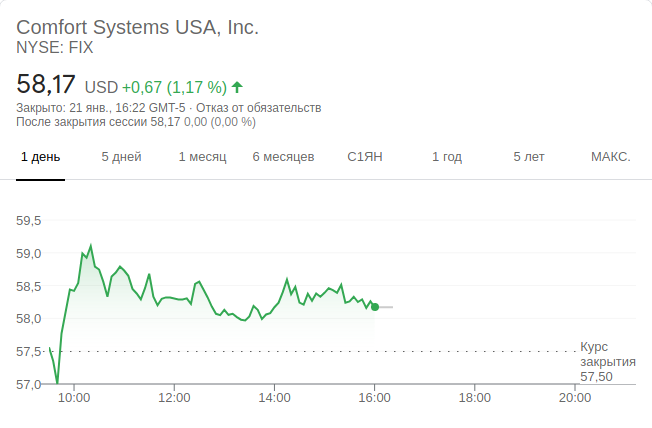 Comfort Systems USA, Inc.
NYSE: FIX
58,17 USD +0,67 (1,17 %)
Закрыто: 21 янв., 16:22 GMT-5 · Отказ от обязательств
После закрытия сессии 58,17 0,00 (0,00 %)
1 день 5 дней 1 месяц 6 месяцев С1ЯН 1 год 5 лет МАКС.
59,5
59,0
58,5
58,0
57,5
57,0
Курс
закрытия
57,50
10:00 12:00 14:00 16:00 18:00 20:00